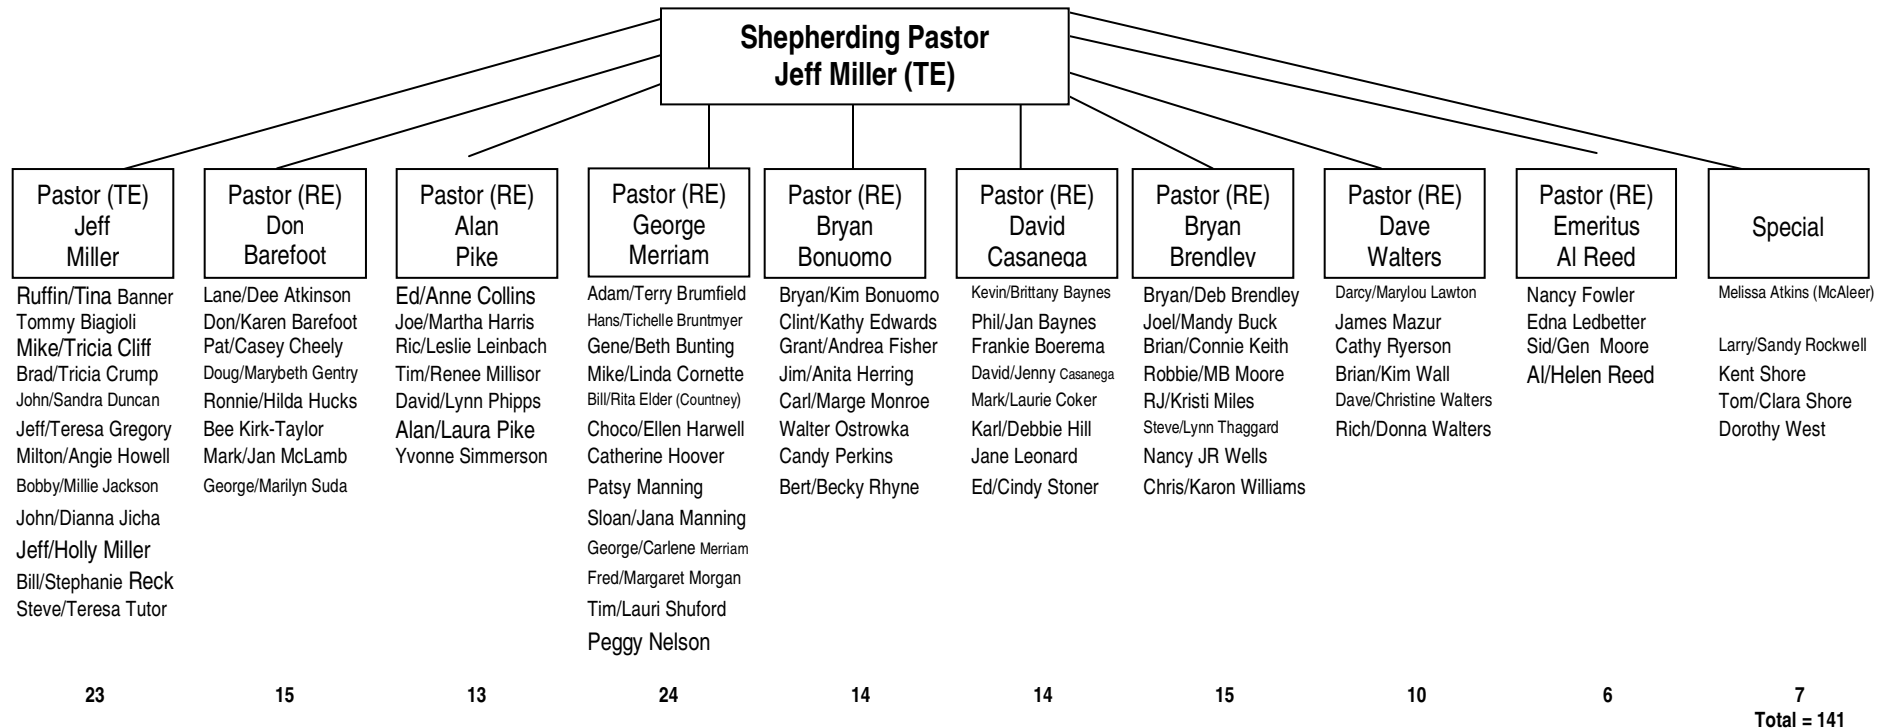 Shepherding Pastor
Jeff Miller (TE)
Pastor (TE)
Jeff
Miller
Ruffin/Tina Banner
Tommy Biagioli
Mike/Tricia Cliff
Brad/Tricia Crump
John/Sandra Duncan
Jeff/Teresa Gregory
Milton/Angie Howell
Bobby/Millie Jackson
John/Dianna Jicha
Jeff/Holly Miller
Bill/Stephanie Reck
Steve/Teresa Tutor
23
Pastor (RE)
Don
Barefoot
Lane/Dee Atkinson
Don/Karen Barefoot
Pat/Casey Cheely
Doug/Marybeth Gentry
Ronnie/Hilda Hucks
Bee Kirk-Taylor
Mark/Jan McLamb
George/Marilyn Suda
15
Pastor (RE)
Alan
Pike
Ed/Anne Collins
Joe/Martha Harris
Ric/Leslie Leinbach
Tim/Renee Millisor
David/Lynn Phipps
Alan/Laura Pike
Yvonne Simmerson
13
Pastor (RE)
George
Merriam
Adam/Terry Brumfield
Hans/Tichelle Bruntmyer
Gene/Beth Bunting
Mike/Linda Cornette
Bill/Rita Elder (Countney)
Choco/Ellen Harwell
Catherine Hoover
Patsy Manning
Sloan/Jana Manning
George/Carlene Merriam
Fred/Margaret Morgan
Tim/Lauri Shuford
Peggy Nelson
24
Pastor (RE)
Bryan
Bonuomo
Bryan/Kim Bonuomo
Clint/Kathy Edwards
Grant/Andrea Fisher
Jim/Anita Herring
Carl/Marge Monroe
Walter Ostrowka
Candy Perkins
Bert/Becky Rhyne
14
Pastor (RE)
David
Casanega
Kevin/Brittany Baynes
Phil/Jan Baynes
Frankie Boerema
David/Jenny Casanega
Mark/Laurie Coker
Karl/Debbie Hill
Jane Leonard
Ed/Cindy Stoner
14
Pastor (RE)
Bryan
Brendley
Bryan/Deb Brendley
Joel/Mandy Buck
Brian/Connie Keith
Robbie/MB Moore
RJ/Kristi Miles
Steve/Lynn Thaggard
Nancy JR Wells
Chris/Karon Williams
15
Pastor (RE)
Dave
Walters
Darcy/Marylou Lawton
James Mazur
Cathy Ryerson
Brian/Kim Wall
Dave/Christine Walters
Rich/Donna Walters
10
Pastor (RE)
Emeritus
Al Reed
Nancy Fowler
Edna Ledbetter
Sid/Gen Moore
Al/Helen Reed
6
Special
Melissa Atkins (McAleer)
Larry/Sandy Rockwell
Kent Shore
Tom/Clara Shore
Dorothy West
7
Total = 141